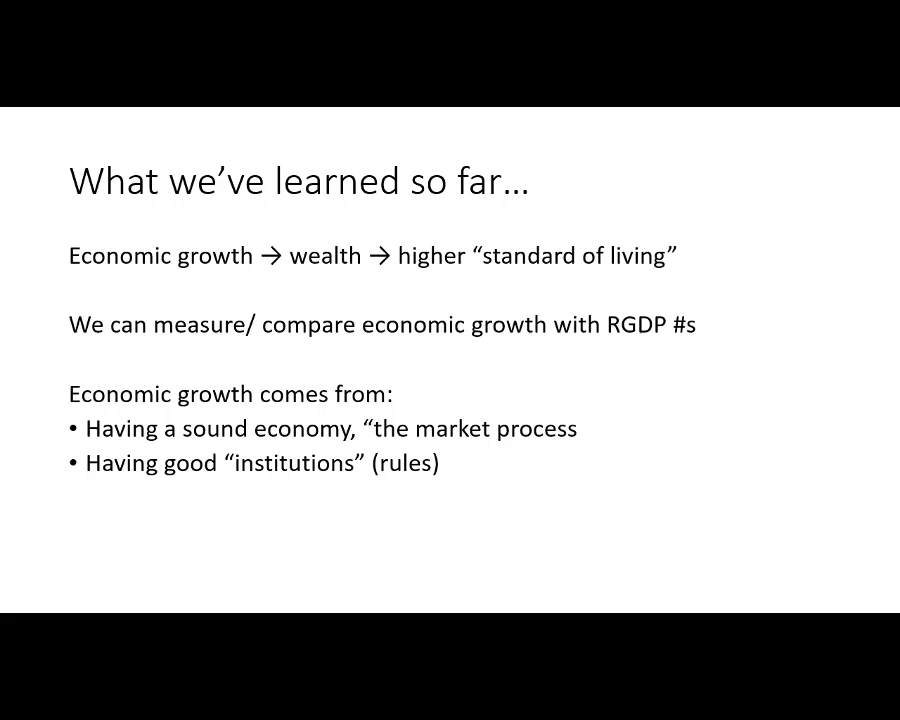 What we’ve learned so far…
Economic growth → wealth → higher “standard of living”
We can measure/ compare economic growth with RGDP #s
Economic growth comes from:
• Having a sound economy, “the market process
• Having good “institutions” (rules)